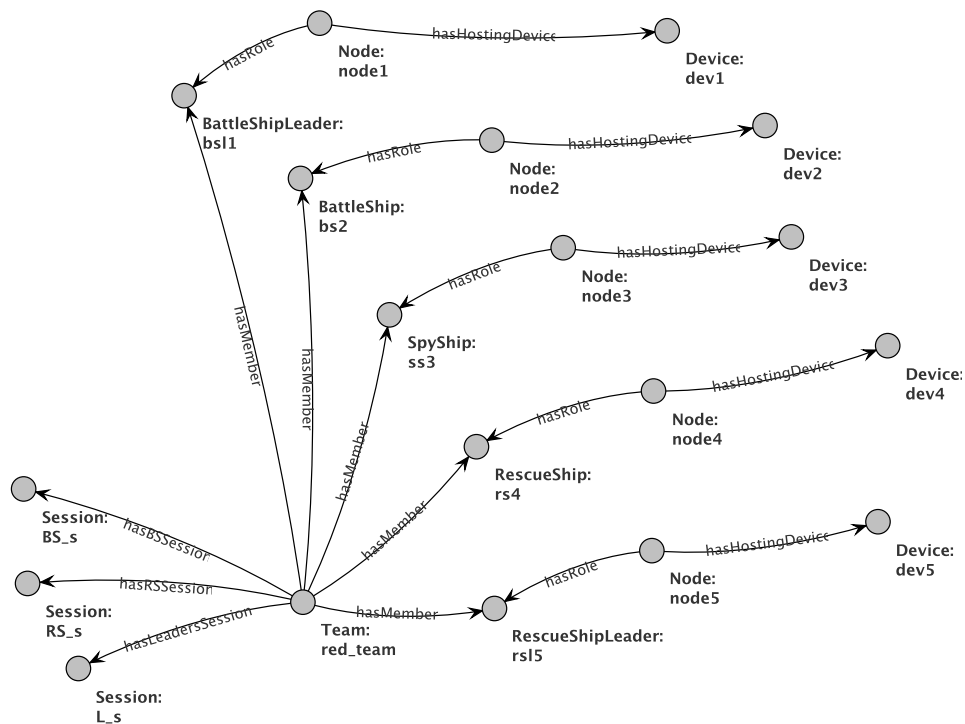 Node:
node1
hasRole
hasHostingDevice
Device:
dev1
BattleShipLeader:
bsl1
Node:
node2
hasRole
hasHostingDevice
Device:
dev2
BattleShip:
bs2
Node:
node3
hasRole
hasHostingDevice
Device:
dev3
SpyShip:
ss3
Node:
node4
hasRole
hasHostingDevice
Device:
dev4
RescueShip:
rs4
Node:
node5
hasRole
hasHostingDevice
Device:
dev5
RescueShipLeader:
rsl5
hasMember
hasMember
hasMember
hasMember
hasMember
Session:
BS_s
hasBSSession
Session:
RS_s
hasRSSession
Session:
L_s
hasLeadersSession
Team:
red_team